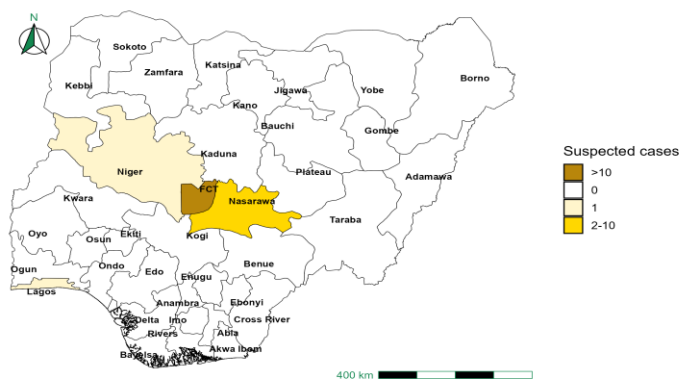 N
Sokoto
Katsina
Zamfara
Kebbi
Jigawa
Yobe
Borno
Kano
Bauchi
Gombe
Kaduna
Niger
FCT
Plateau
Adamawa
Nasarawa
Kwara
Taraba
Oyo
Osun
Ekiti
Kogi
Ogun
Ondo
Edo
Enugu
Benue
Lagos
Anambra
Ebonyi
Delta
Imo
Cross River
Rivers
Abia
Bayelsa
Akwa Ibom
Suspected cases
>10
0
1
2-10
400 km